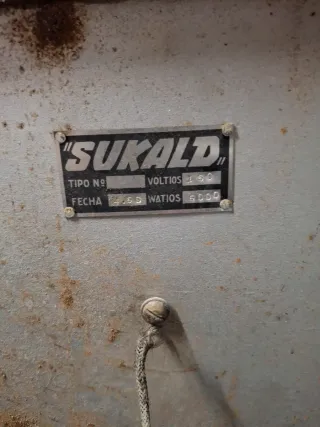 "SUKALD"
TIPO Nº VOLTIOS
FECHA WATIOS 6000